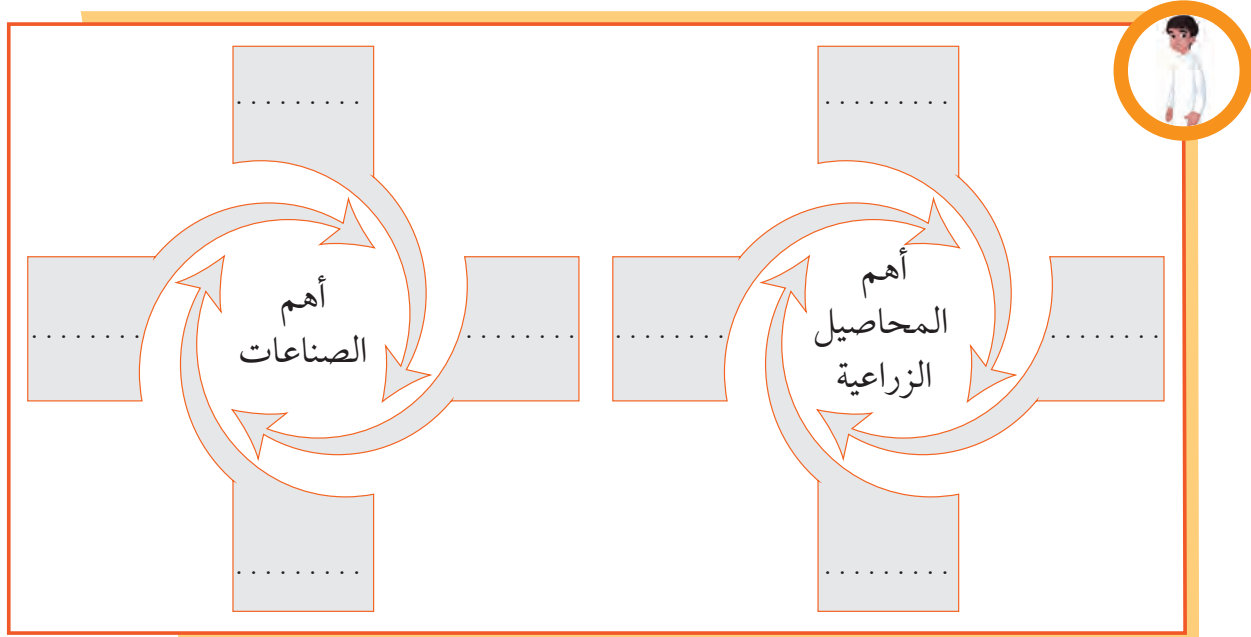 . . . . . . . . .
أهم
المحاصيل
الزراعية
. . . . . . . .
. . . . . . . .
. . . . . . . . .
. . . . . . . . .
أهم
الصناعات
. . . . . . . .
. . . . . . . .
. . . . . . . . .